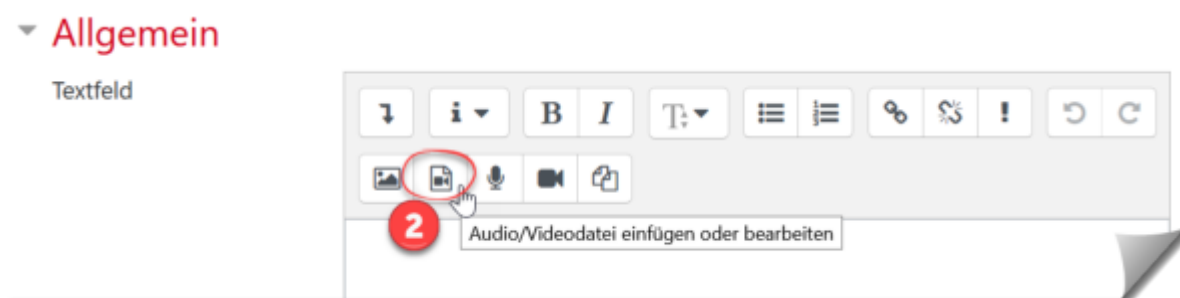 Allgemein
Textfeld
i B I T !
2
Audio/Videodatei einfügen oder bearbeiten